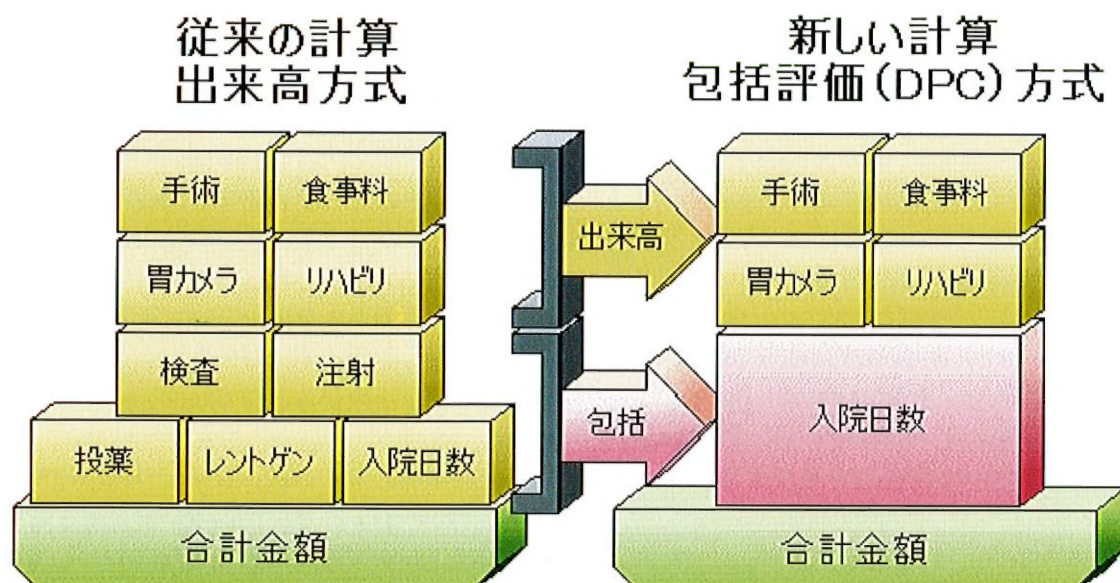 従来の計算
出来高方式
手術
食事料
胃カメラ
リハビリ
検査
注射
投薬
レントゲン
入院日数
合計金額
出来高
包括
新しい計算
包括評価(DPC)方式
手術
食事料
胃カメラ
リハビリ
入院日数
合計金額